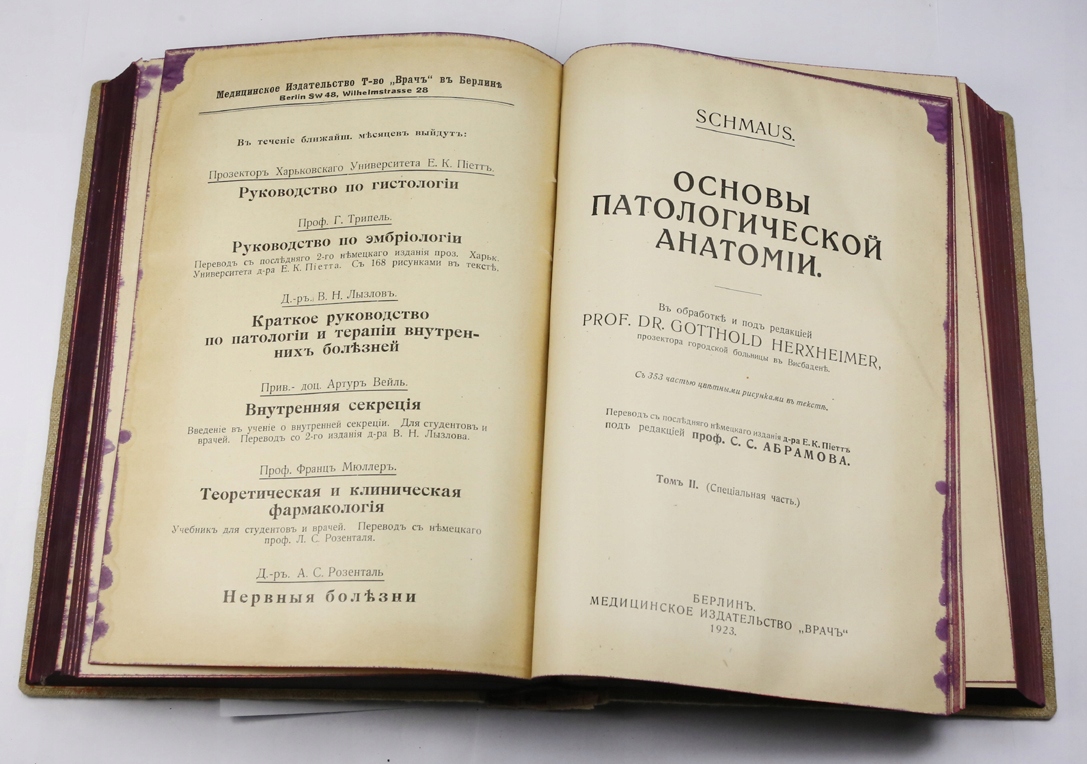 Медицинское Издательство Т-во „Врачъ“ въ Берлинѣ
Berlin SW 48, Wilhelmstrasse 28
Въ теченіе ближайш. мѣсяцевъ выйдутъ:
Прозекторъ Харьковскаго Университета Е. К. Піеттъ.
Руководство по гистологіи
Проф. Г. Трипель.
Руководство по эмбріологіи
Переводъ съ послѣдняго 2-го нѣмецкаго изданія проз. Харьк.
Университета д-ра Е. К. Піетта. Съ 168 рисунками въ текстѣ.
Д.-ръ. В. Н. Лызловъ.
Краткое руководство
по патологіи и терапіи внутрен-
нихъ болѣзней
Прив.- доц. Артуръ Вейль.
Внутренняя секреція
Введеніе въ ученіе о внутренней секреціи. Для студентовъ и
врачей. Переводъ со 2-го изданія д-ра В. Н. Лызлова.
Проф. Францъ Мюллеръ.
Теоретическая и клиническая
фармакологія
Учебникъ для студентовъ и врачей. Переводъ съ нѣмецкаго
проф. Л. С. Розенталя.
Д.-ръ. А. С. Розенталь
Нервныя болѣзни
SCHMAUS.
ОСНОВЫ
ПАТОЛОГИЧЕСКОЙ
АНАТОМІИ.
Въ обработкѣ и подъ редакціей
PROF. DR. GOTTHOLD HERXHEIMER,
прозектора городской больницы въ Висбаденѣ.
Съ 353 частью цвѣтными рисунками въ текстѣ.
Переводъ съ послѣдняго нѣмецкаго изданія д-ра Е. К. Піеттъ
подъ редакціей проф. С. С. АБРАМОВА.
Томъ II. (Спеціальная часть.)
БЕРЛИНЪ.
МЕДИЦИНСКОЕ ИЗДАТЕЛЬСТВО „ВРАЧЪ“
1923.